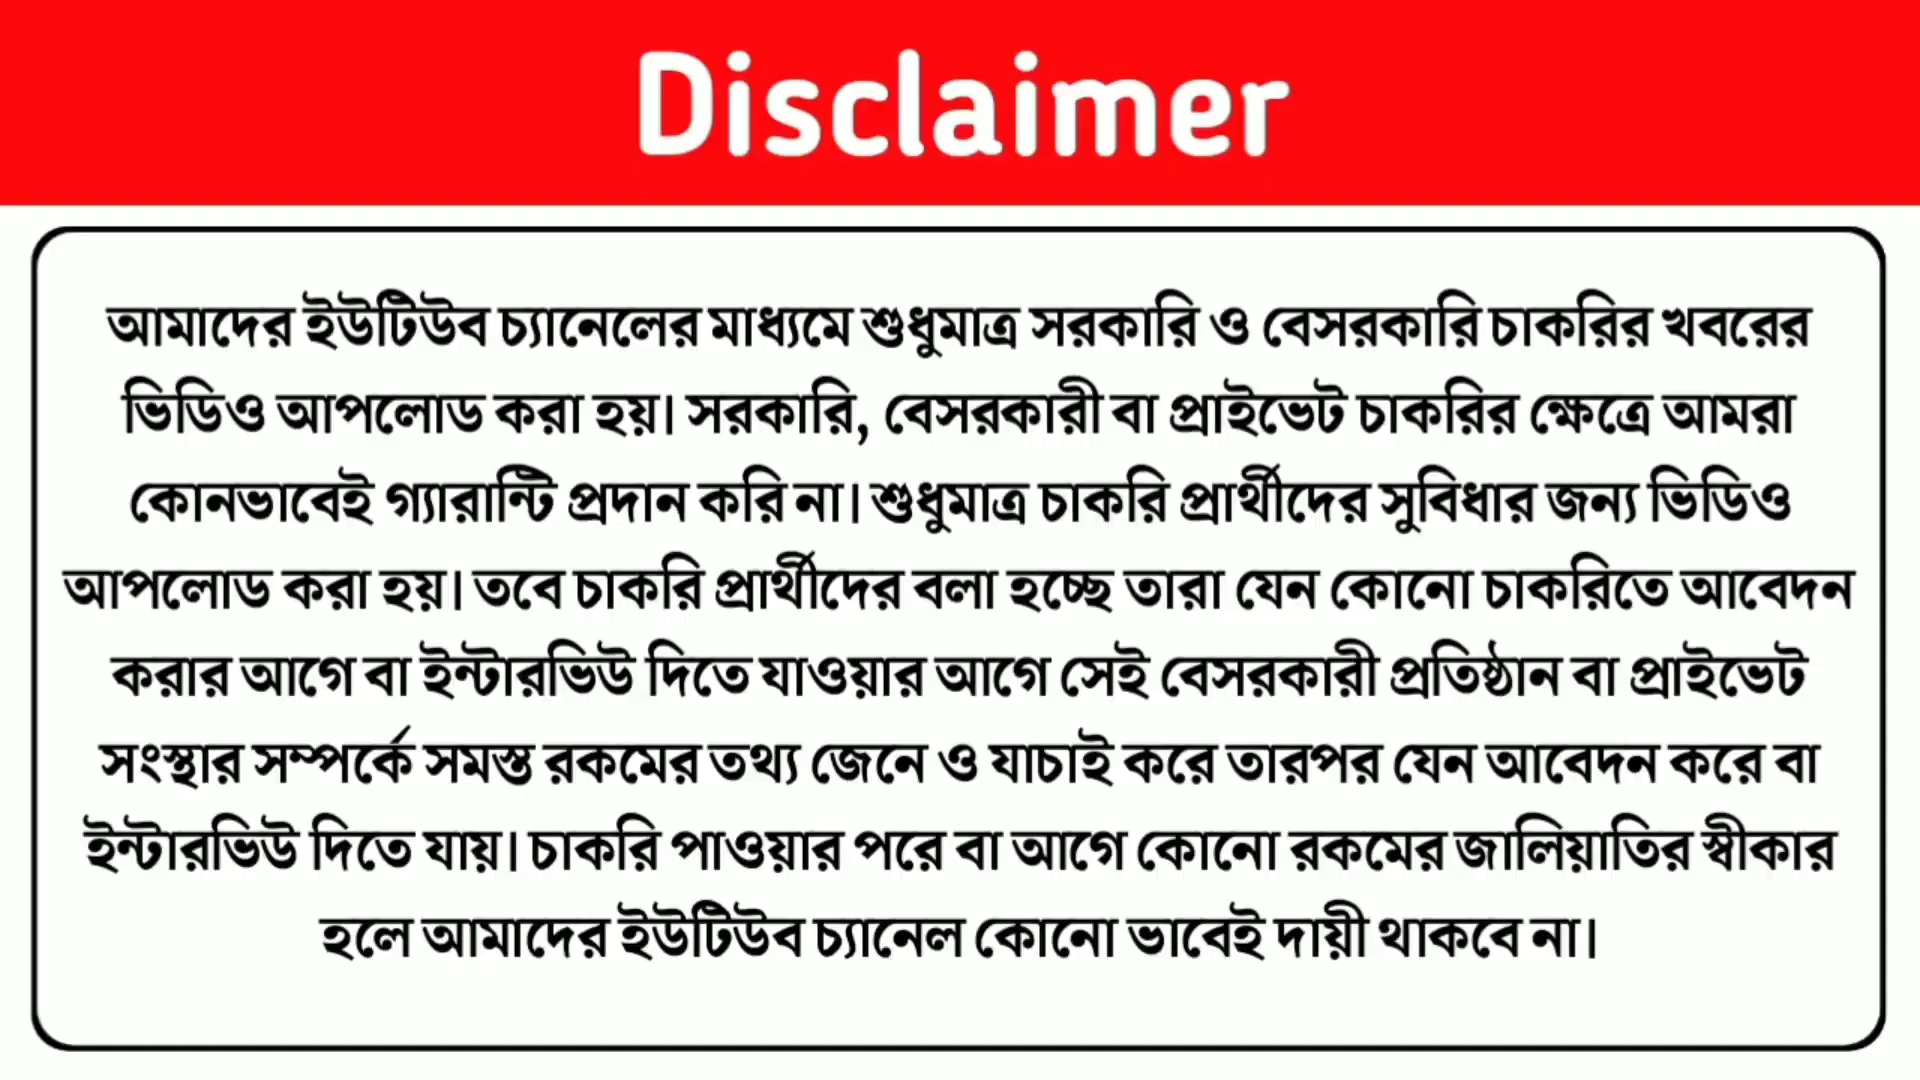 Disclaimer
আমাদের ইউটিউব চ্যানেলের মাধ্যমে শুধুমাত্র সরকারি ও বেসরকারি চাকরির খবরের
ভিডিও আপলোড করা হয়। সরকারি, বেসরকারী বা প্রাইভেট চাকরির ক্ষেত্রে আমরা
কোনভাবেই গ্যারান্টি প্রদান করি না। শুধুমাত্র চাকরি প্রার্থীদের সুবিধার জন্য ভিডিও
আপলোড করা হয়। তবে চাকরি প্রার্থীদের বলা হচ্ছে তারা যেন কোনো চাকরিতে আবেদন
করার আগে বা ইন্টারভিউ দিতে যাওয়ার আগে সেই বেসরকারী প্রতিষ্ঠান বা প্রাইভেট
সংস্থার সম্পর্কে সমস্ত রকমের তথ্য জেনে ও যাচাই করে তারপর যেন আবেদন করে বা
ইন্টারভিউ দিতে যায়। চাকরি পাওয়ার পরে বা আগে কোনো রকমের জালিয়াতির স্বীকার
হলে আমাদের ইউটিউব চ্যানেল কোনো ভাবেই দায়ী থাকবে না।